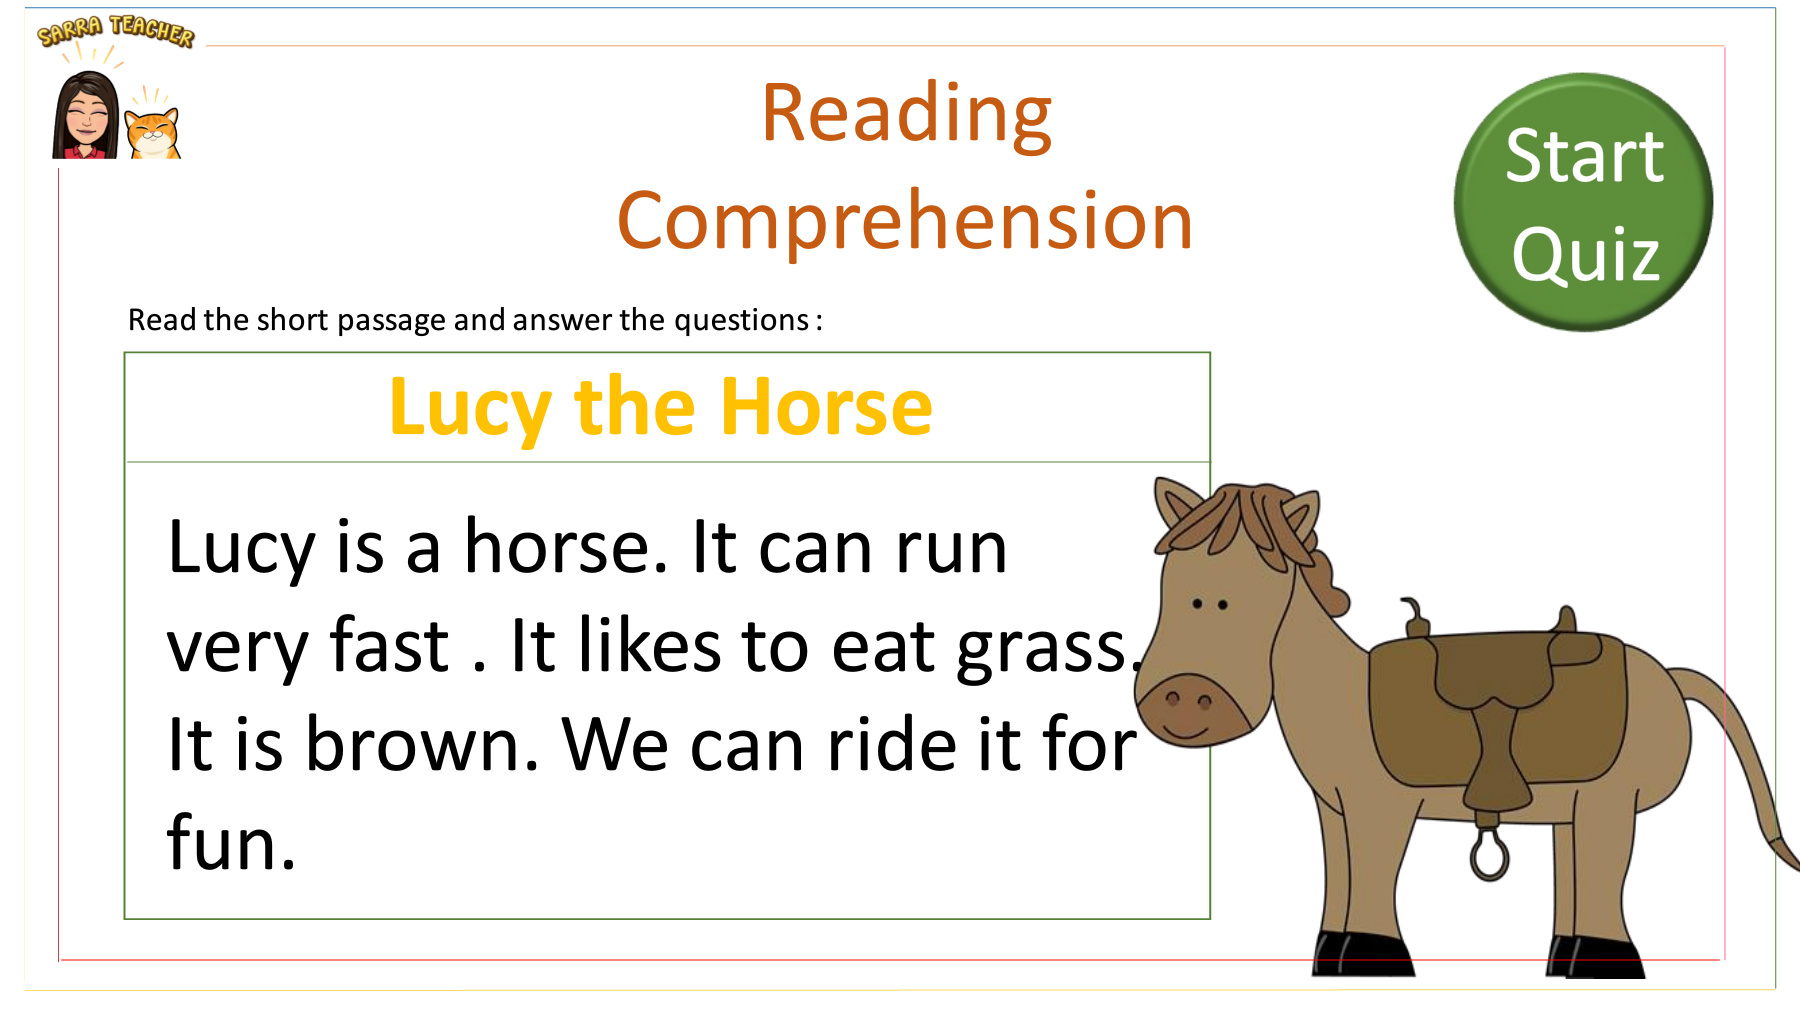 SARRA TEACHER
Reading
Comprehension
Start
Quiz
Read the short passage and answer the questions :
Lucy the Horse
Lucy is a horse. It can run
very fast . It likes to eat grass.
It is brown. We can ride it for
fun.